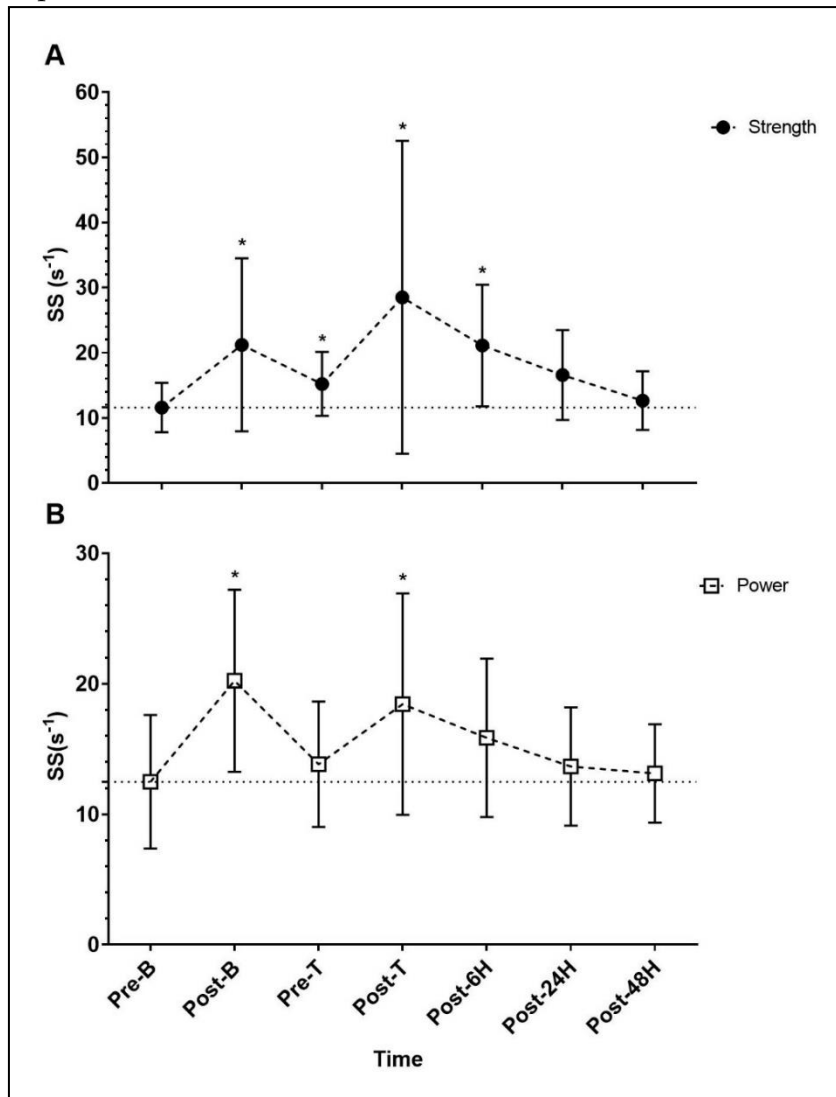 A
60
50
40
30
20
10
0
SS (s⁻¹)
*
*
*
*
*
Strength
B
30
20
10
0
SS(s⁻¹)
*
*
Power
Pre-B
Post-B
Pre-T
Post-T
Post-6H
Post-24H
Post-48H
Time